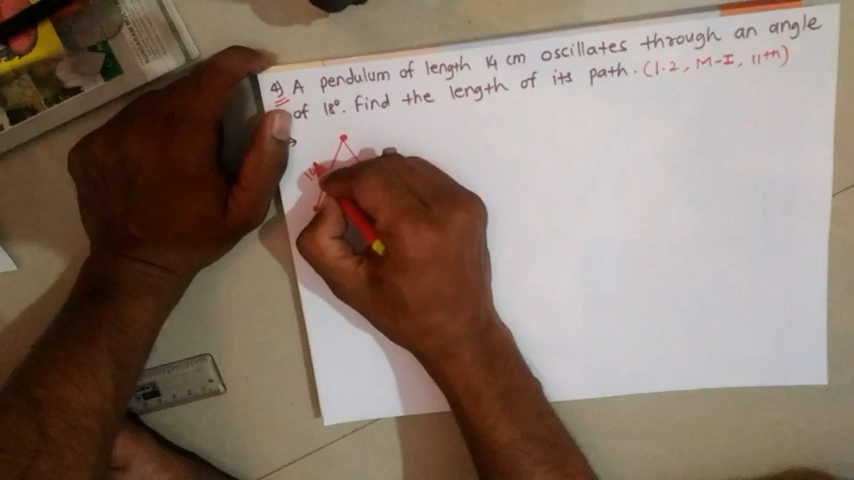 4) A pendulum of length 14 cm oscillates through an angle
of 18°. Find the length of its path. (1.2, M-I, 11th)